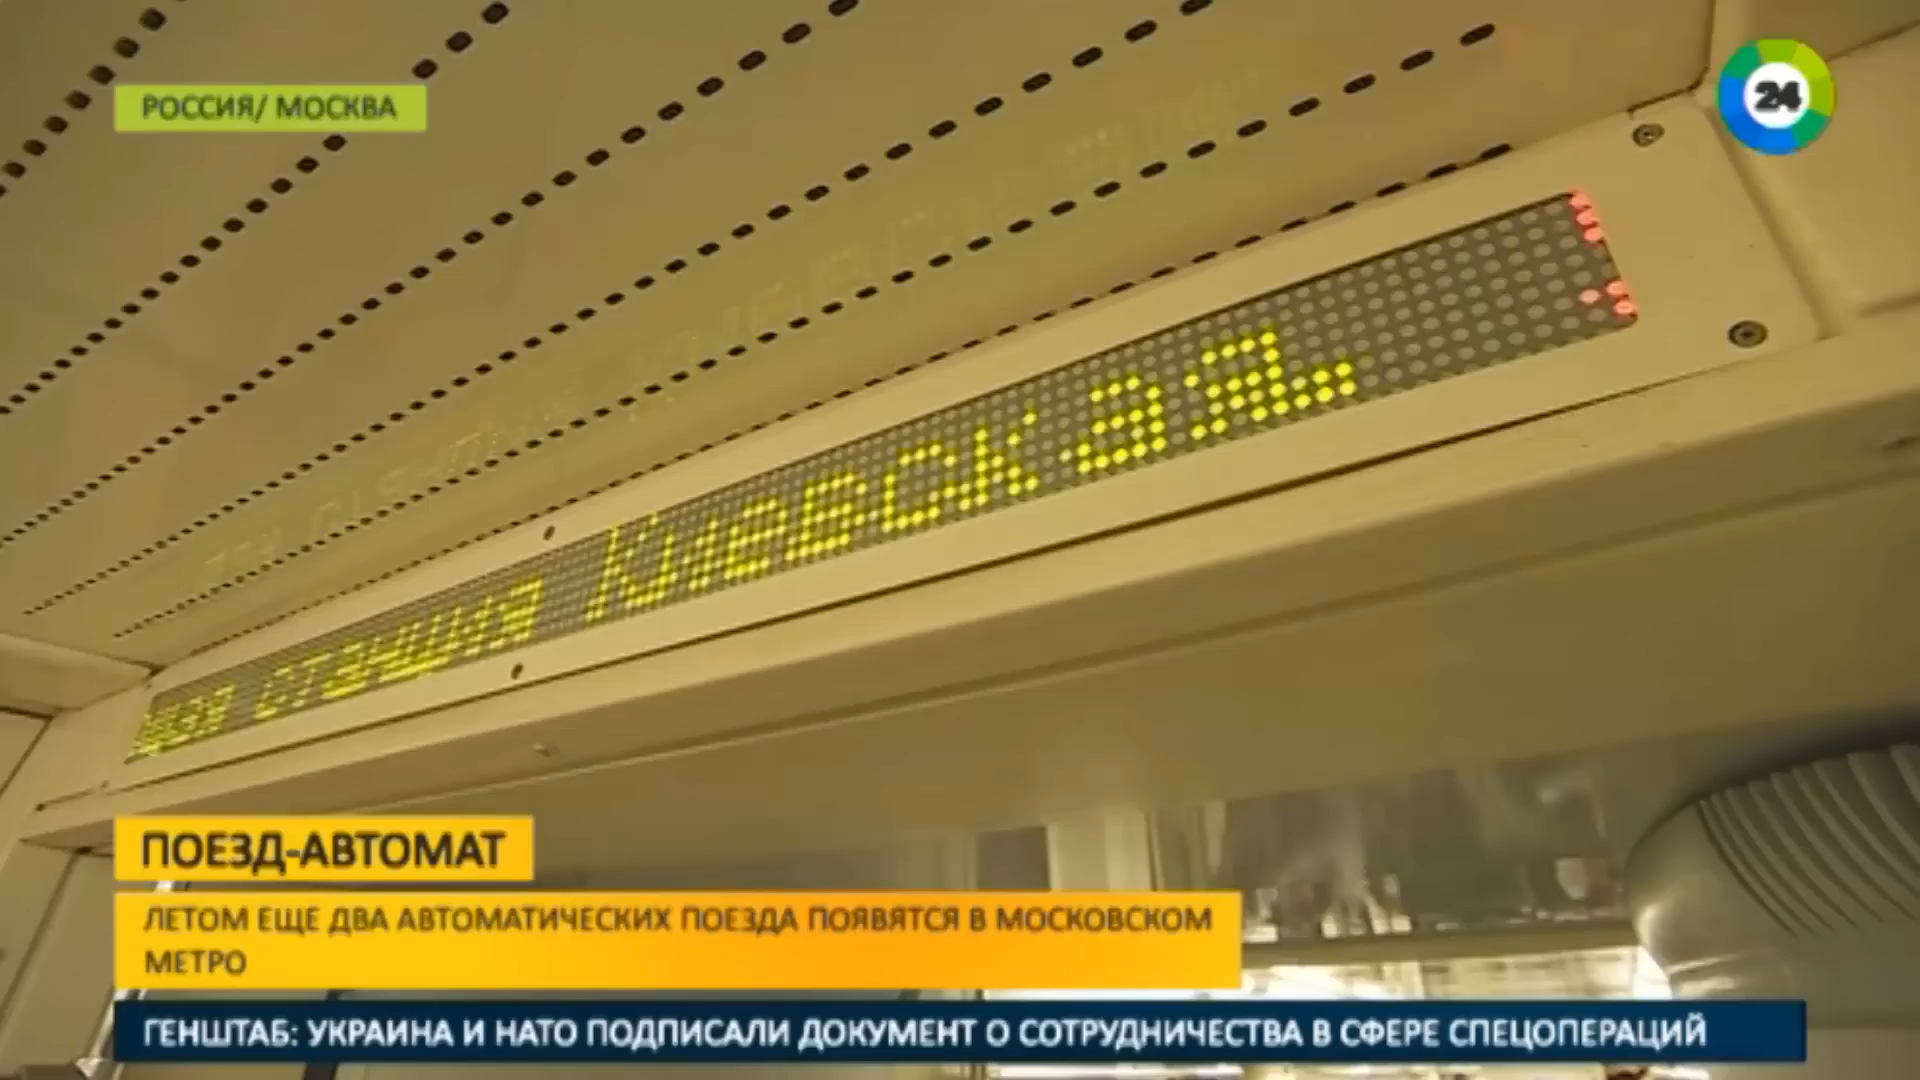 РОССИЯ/ МОСКВА
24
станция Киевская...
ПОЕЗД-АВТОМАТ
ЛЕТОМ ЕЩЕ ДВА АВТОМАТИЧЕСКИХ ПОЕЗДА ПОЯВЯТСЯ В МОСКОВСКОМ
МЕТРО
ГЕНШТАБ: УКРАИНА И НАТО ПОДПИСАЛИ ДОКУМЕНТ О СОТРУДНИЧЕСТВА В СФЕРЕ СПЕЦОПЕРАЦИЙ